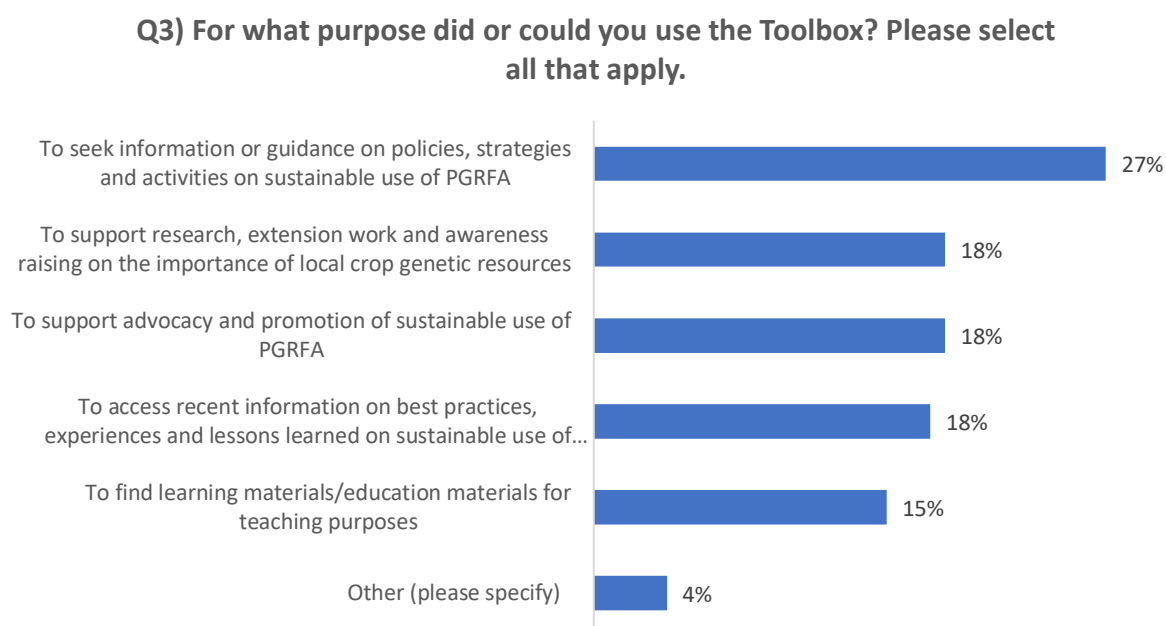 Q3) For what purpose did or could you use the Toolbox? Please select
all that apply.
To seek information or guidance on policies, strategies
and activities on sustainable use of PGRFA
27%
To support research, extension work and awareness
raising on the importance of local crop genetic resources
18%
To support advocacy and promotion of sustainable use of
PGRFA
18%
To access recent information on best practices,
experiences and lessons learned on sustainable use of…
18%
To find learning materials/education materials for
teaching purposes
15%
Other (please specify)
4%